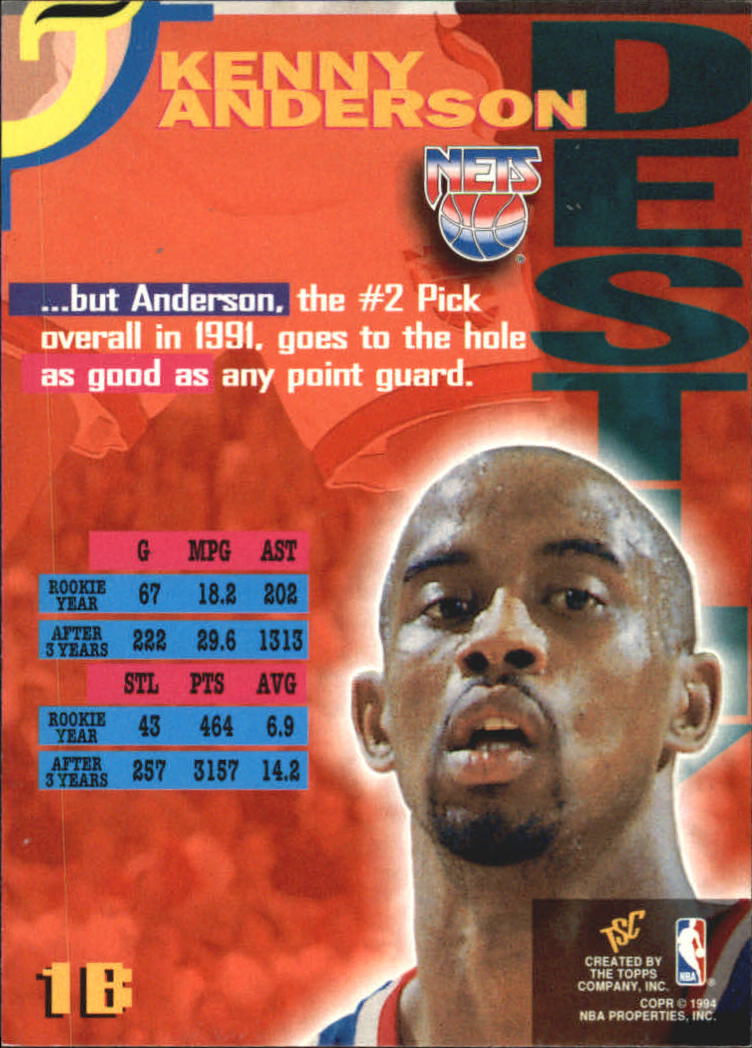 KENNY
ANDERSON
DESTINY
NETS
...but Anderson, the #2 Pick
overall in 1991, goes to the hole
as good as any point guard.
G MPG AST
ROOKIE YEAR 67 18.2 202
AFTER 3 YEARS 222 29.6 1313
STL PTS AVG
ROOKIE YEAR 43 464 6.9
AFTER 3 YEARS 257 3157 14.2
TSC
NBA
CREATED BY
THE TOPPS
COMPANY, INC.
COPR © 1994
NBA PROPERTIES, INC.
1B